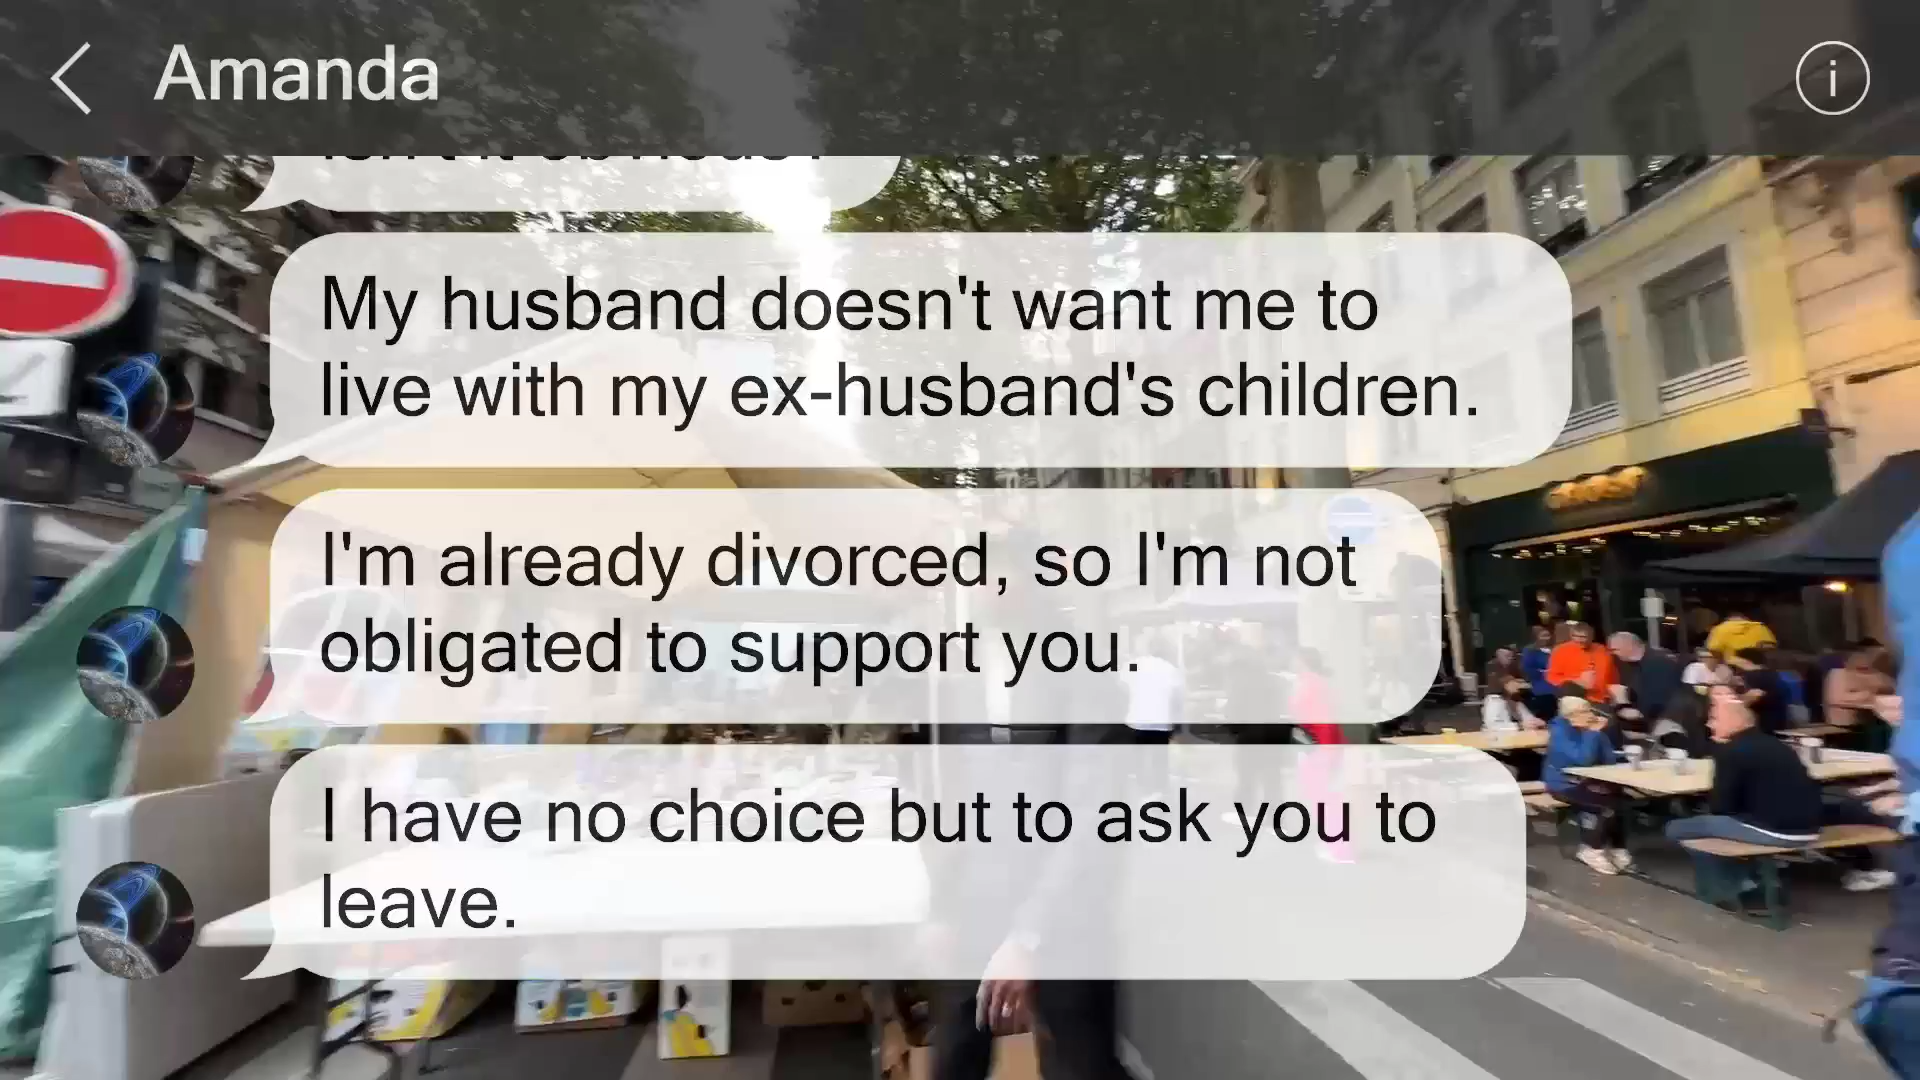 Amanda
My husband doesn't want me to
live with my ex-husband's children.
I'm already divorced, so I'm not
obligated to support you.
I have no choice but to ask you to
leave.